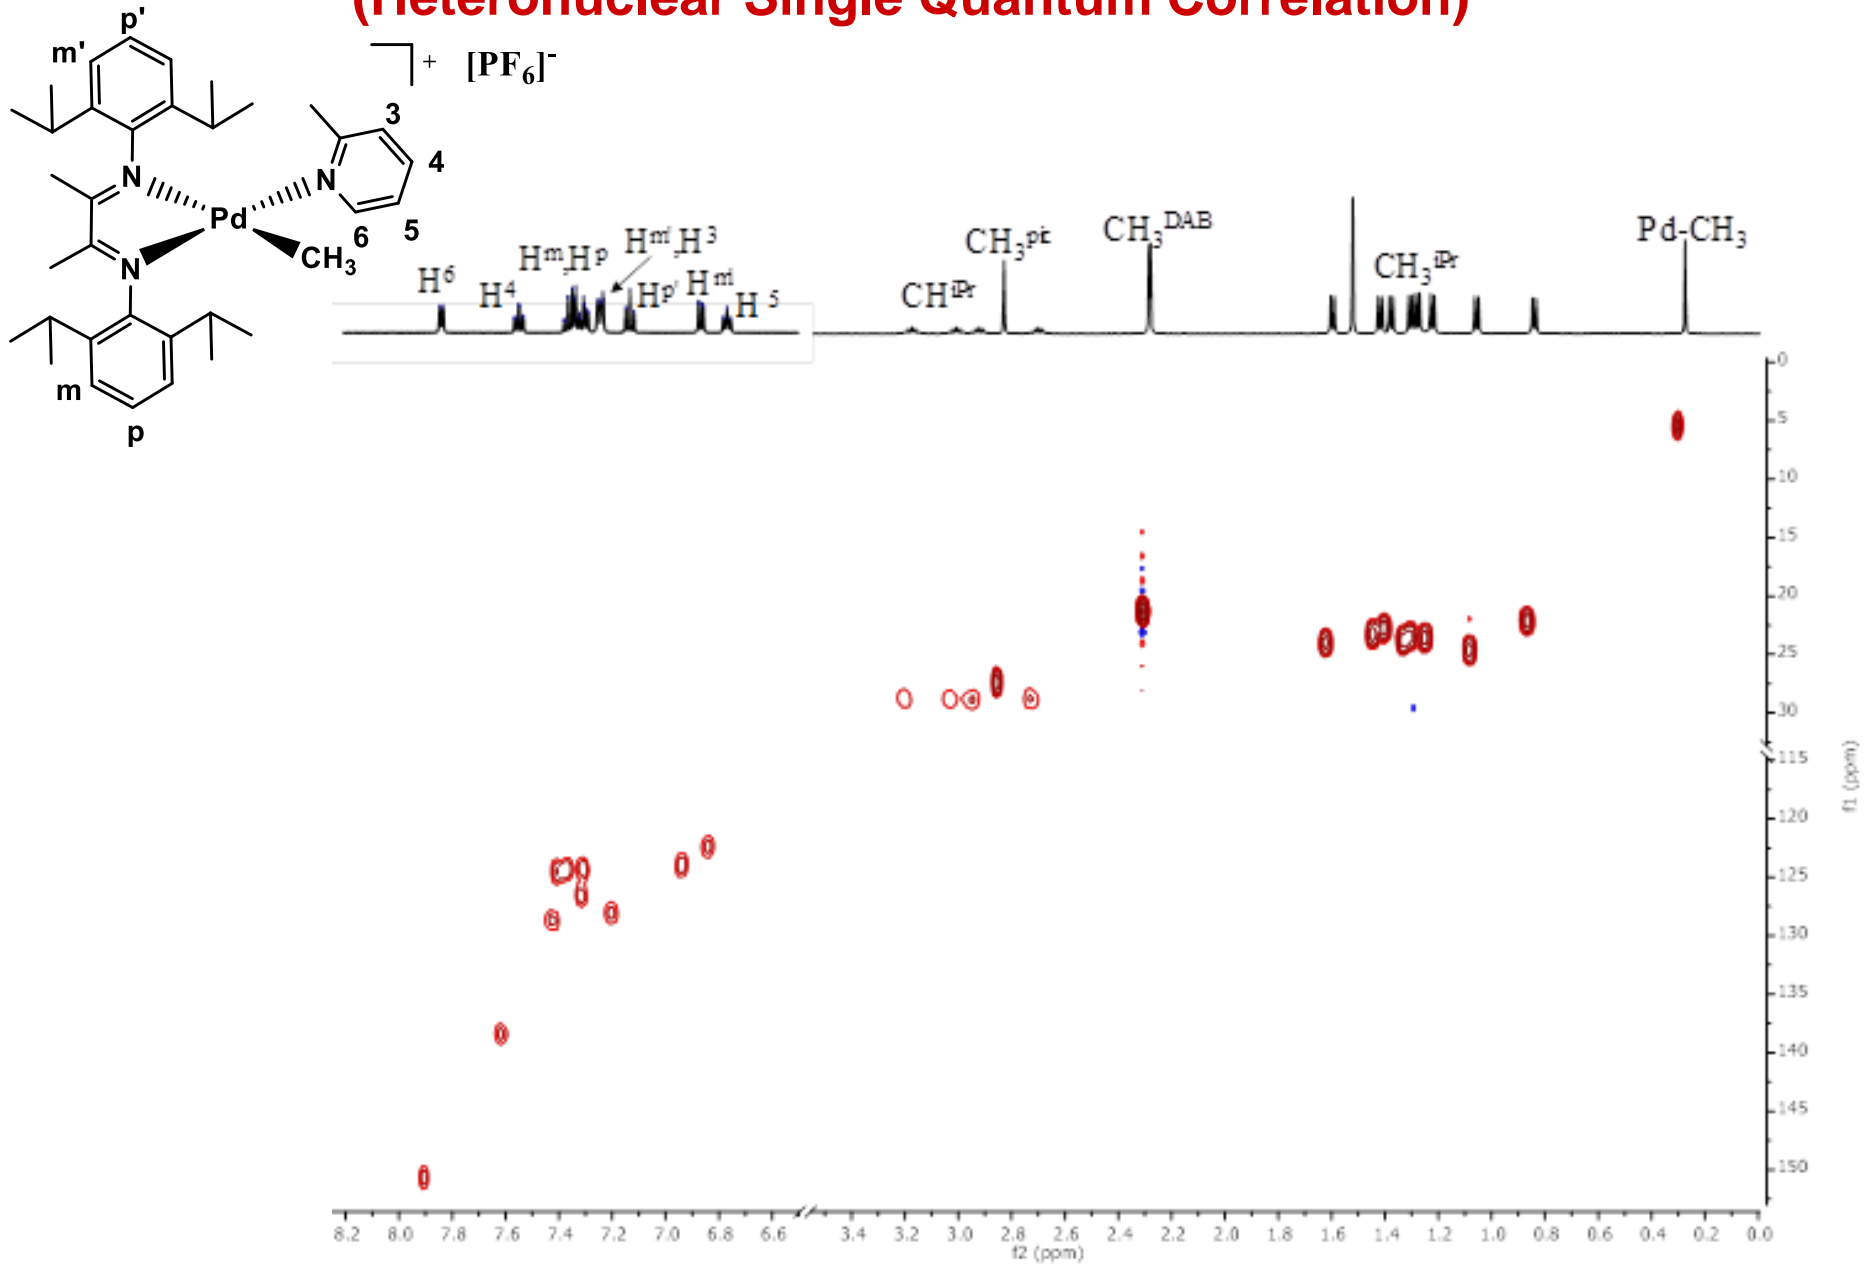 (Heteronuclear Single Quantum Correlation)
p'
m'
+ [PF6]-
3
4
N
N
Pd
6
5
CH3
N
m
p
H6
H4
Hm,Hp
Hm',H3
Hp'
Hm'
H5
CHiPr
CH3pic
CH3DAB
CH3iPr
Pd-CH3
0
5
10
15
20
25
30
115
120
125
130
135
140
145
150
f1 (ppm)
8.2 8.0 7.8 7.6 7.4 7.2 7.0 6.8 6.6 3.4 3.2 3.0 2.8 2.6 2.4 2.2 2.0 1.8 1.6 1.4 1.2 1.0 0.8 0.6 0.4 0.2 0.0
f2 (ppm)